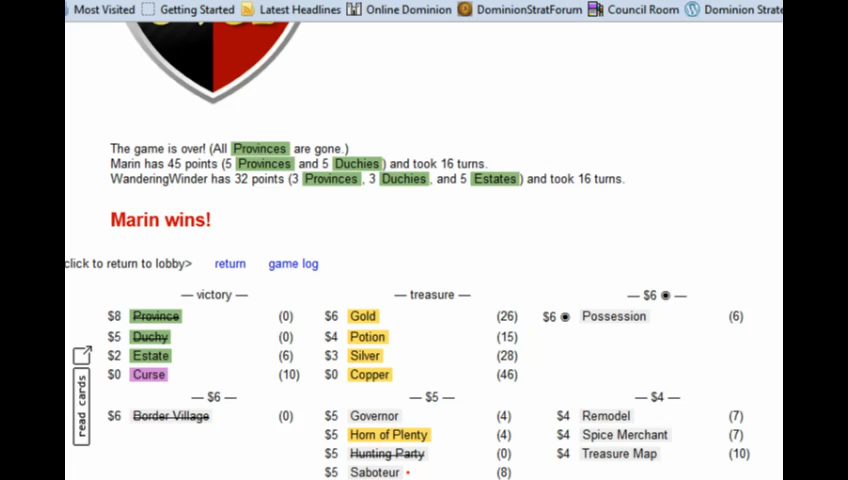 Most Visited Getting Started Latest Headlines Online Dominion DominionStratForum Council Room Dominion Strate
The game is over! (All Provinces are gone.)
Marin has 45 points (5 Provinces and 5 Duchies) and took 16 turns.
WanderingWinder has 32 points (3 Provinces, 3 Duchies, and 5 Estates) and took 16 turns.
Marin wins!
click to return to lobby> return game log
— victory — — treasure — — $6 ◉ —
$8 Province (0) $6 Gold (26) $6 ◉ Possession (6)
$5 Duchy (0) $4 Potion (15)
$2 Estate (6) $3 Silver (28)
$0 Curse (10) $0 Copper (46)
read cards
— $6 — — $5 — — $4 —
$6 Border Village (0) $5 Governor (4) $4 Remodel (7)
$5 Horn of Plenty (4) $4 Spice Merchant (7)
$5 Hunting Party (0) $4 Treasure Map (10)
$5 Saboteur • (8)